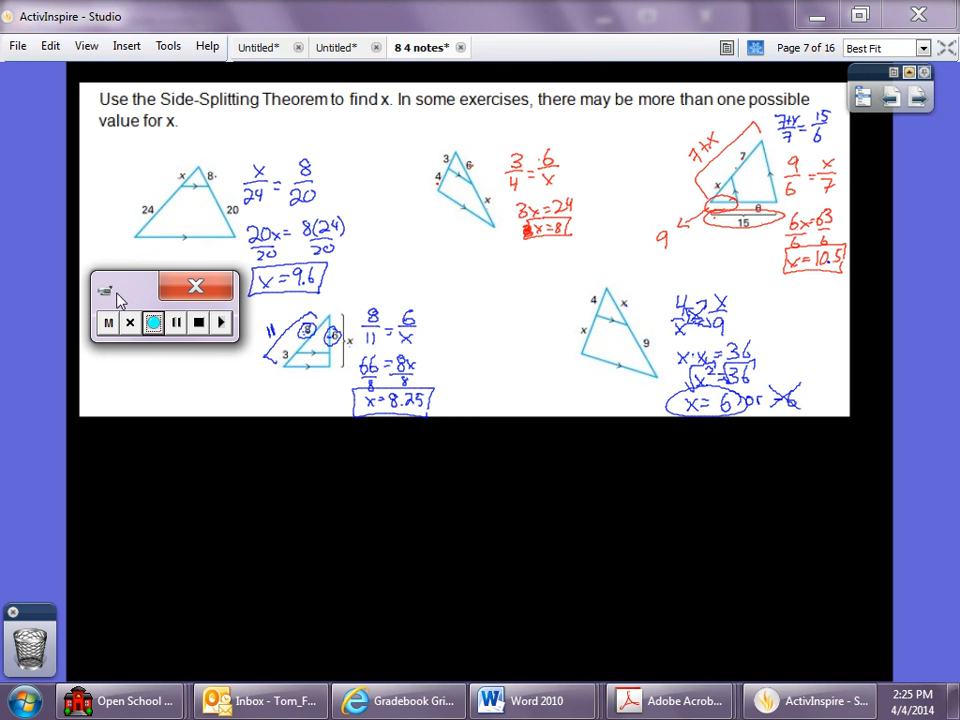 ActivInspire - Studio
File Edit View Insert Tools Help
Untitled* Untitled* 8 4 notes*
Page 7 of 16 Best Fit
Use the Side-Splitting Theorem to find x. In some exercises, there may be more than one possible
value for x.
x 8 24 20
x/24 = 8/20
20x/20 = 8(24)/20
x = 9.6
3 6 4 x
3/4 = 6/x
3x = 24
x = 8
7+x 7 x 6 15
9
(7+x)/7 = 15/6
9/6 = x/7
6x/6 = 63/6
x = 10.5
M
11 8 6 x 3
8/11 = 6/x
66/8 = 8x/8
x = 8.25
4 x x 9
4/x = x/9
x·x = 36
√x² = √36
x = 6 or -6
Open School ...
Inbox - Tom_F...
Gradebook Gri...
Word 2010
Adobe Acrob...
ActivInspire - S...
2:25 PM
4/4/2014